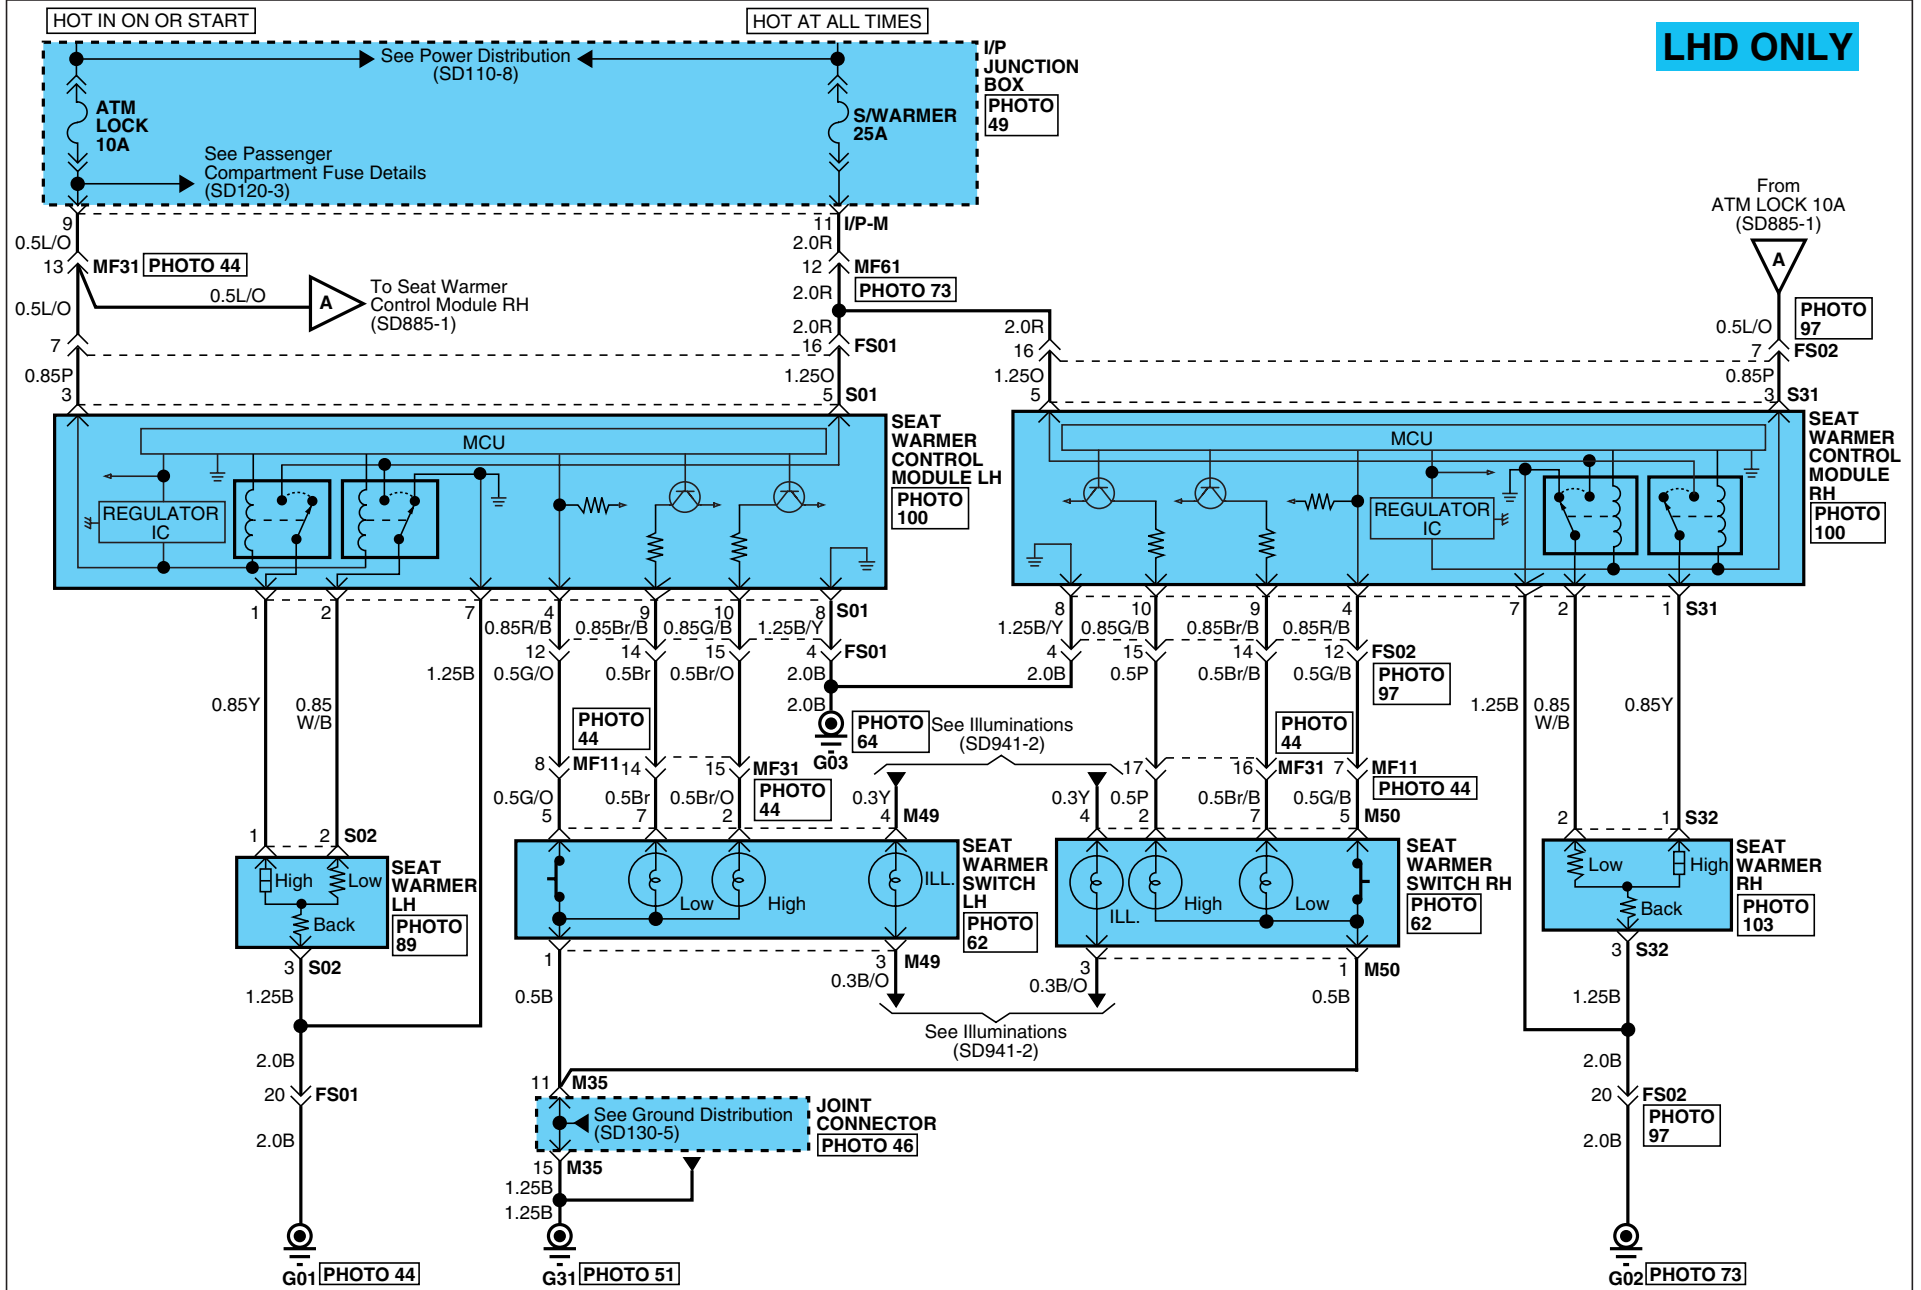 HOT IN ON OR START
HOT AT ALL TIMES
LHD ONLY
See Power Distribution
(SD110-8)
I/P
JUNCTION
BOX
PHOTO
49
ATM
LOCK
10A
S/WARMER
25A
See Passenger
Compartment Fuse Details
(SD120-3)
From
ATM LOCK 10A
(SD885-1)
A
9
11 I/P-M
0.5L/O
2.0R
13 MF31 PHOTO 44
12 MF61
PHOTO 73
0.5L/O
A
To Seat Warmer
Control Module RH
(SD885-1)
0.5L/O
2.0R
2.0R
2.0R
0.5L/O
PHOTO
97
7
16 FS01
16
7 FS02
0.85P
1.25O
1.25O
0.85P
3
5 S01
5
3 S31
MCU
SEAT
WARMER
CONTROL
MODULE LH
PHOTO
100
REGULATOR
IC
MCU
SEAT
WARMER
CONTROL
MODULE
RH
PHOTO
100
REGULATOR
IC
1 2 7 4 9 10 8 S01
8 10 9 4 7 2 1 S31
0.85R/B 0.85Br/B 0.85G/B 1.25B/Y
1.25B/Y 0.85G/B 0.85Br/B 0.85R/B
12 14 15 4 FS01
4 15 14 12 FS02
PHOTO
97
1.25B 0.5G/O 0.5Br 0.5Br/O 2.0B
2.0B 0.5P 0.5Br/B 0.5G/B
0.85Y
0.85
W/B
2.0B
1.25B
0.85
W/B
0.85Y
PHOTO
44
G03
PHOTO
64
See Illuminations
(SD941-2)
PHOTO
44
8 MF11 14 15 MF31
PHOTO
44
17 16 MF31 7 MF11
PHOTO 44
0.5G/O 0.5Br 0.5Br/O 0.3Y
0.3Y 0.5P 0.5Br/B 0.5G/B
5 7 2 4 M49
4 2 7 5 M50
1 2 S02
2 1 S32
High Low
Back
SEAT
WARMER
LH
PHOTO
89
Low High ILL.
SEAT
WARMER
SWITCH
LH
PHOTO
62
ILL. High Low
SEAT
WARMER
SWITCH RH
PHOTO
62
Low High
Back
SEAT
WARMER
RH
PHOTO
103
3 S02
1 3 M49
3 1 M50
3 S32
1.25B
0.5B
0.3B/O
0.3B/O
0.5B
1.25B
See Illuminations
(SD941-2)
2.0B
2.0B
20 FS01
11 M35
20 FS02
PHOTO
97
See Ground Distribution
(SD130-5)
JOINT
CONNECTOR
PHOTO 46
2.0B
2.0B
15 M35
1.25B
1.25B
G01 PHOTO 44
G31 PHOTO 51
G02 PHOTO 73